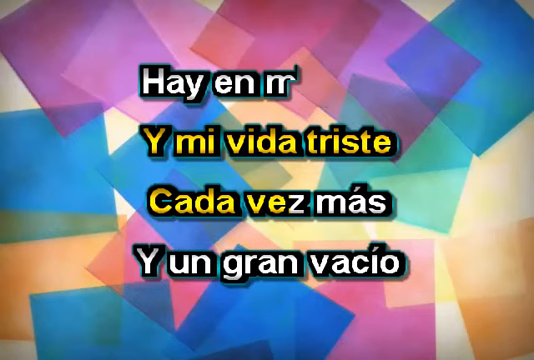 Hay en
Y mi vida triste
Cada vez más
Y un gran vacío